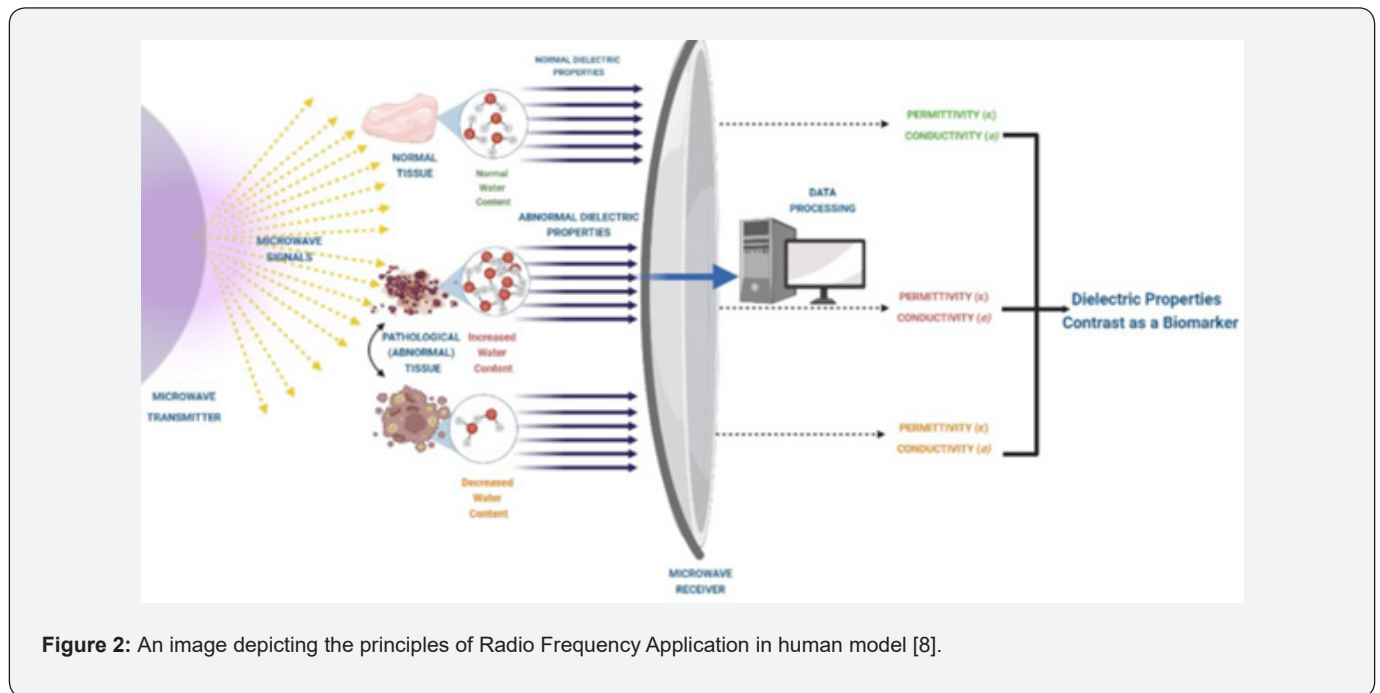 NORMAL DIELECTRIC
PROPERTIES
NORMAL
TISSUE
Normal
Water
Content
MICROWAVE
SIGNALS
ABNORMAL DIELECTRIC
PROPERTIES
PATHOLOGICAL
(ABNORMAL)
TISSUE
Increased
Water
Content
MICROWAVE
TRANSMITTER
Decreased
Water
Content
MICROWAVE
RECEIVER
DATA
PROCESSING
PERMITTIVITY (ε)
CONDUCTIVITY (σ)
PERMITTIVITY (ε)
CONDUCTIVITY (σ)
PERMITTIVITY (ε)
CONDUCTIVITY (σ)
Dielectric Properties
Contrast as a Biomarker
Figure 2: An image depicting the principles of Radio Frequency Application in human model [8].